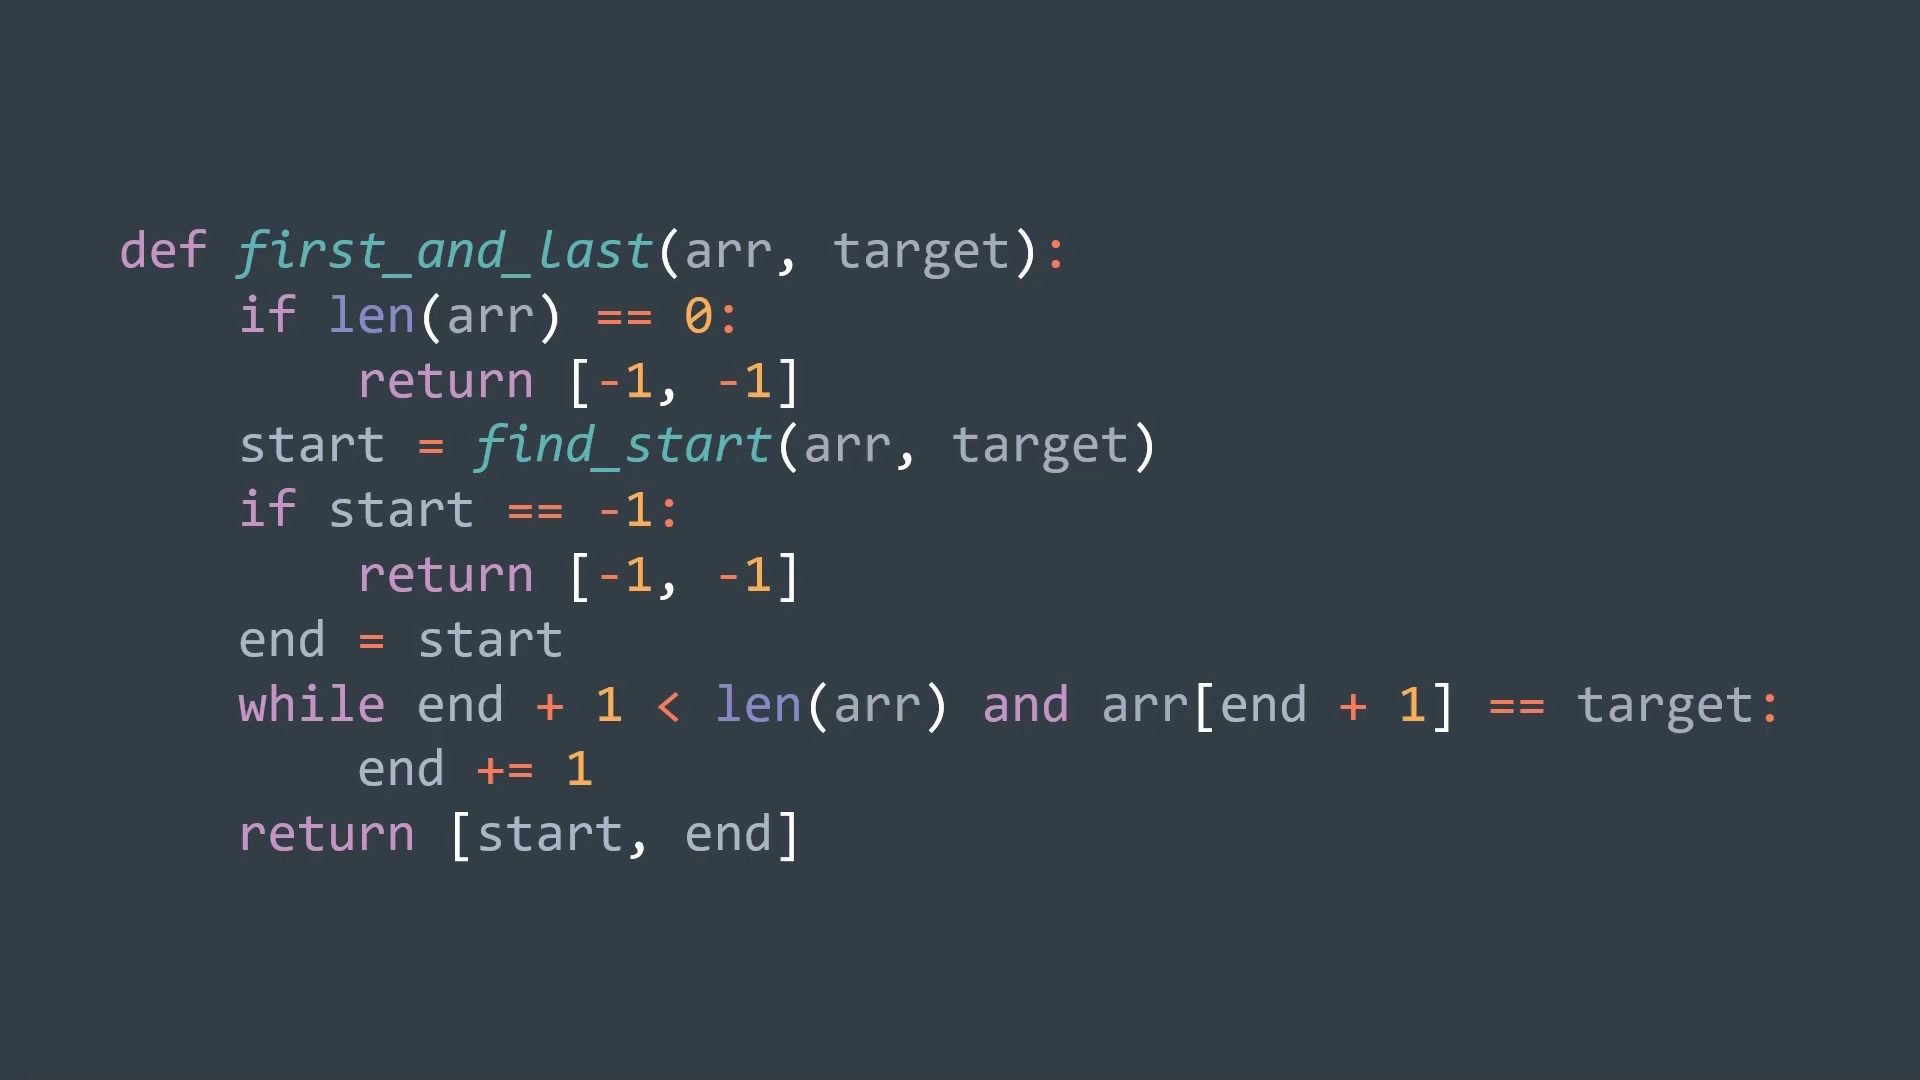 def first_and_last(arr, target):
    if len(arr) == 0:
        return [-1, -1]
    start = find_start(arr, target)
    if start == -1:
        return [-1, -1]
    end = start
    while end + 1 < len(arr) and arr[end + 1] == target:
        end += 1
    return [start, end]